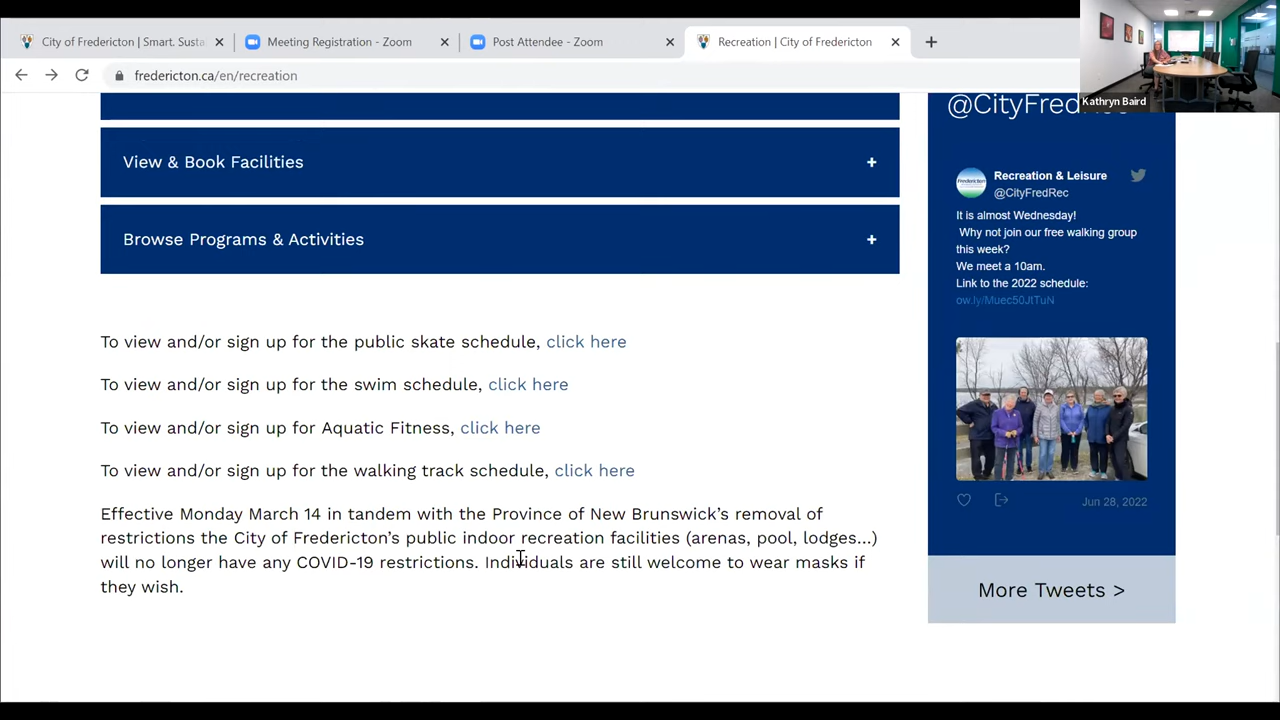 City of Fredericton | Smart. Susta
Meeting Registration - Zoom
Post Attendee - Zoom
Recreation | City of Fredericton
fredericton.ca/en/recreation
Kathryn Baird
@CityFredRec
View & Book Facilities +
Browse Programs & Activities +
Recreation & Leisure
@CityFredRec
It is almost Wednesday!
Why not join our free walking group
this week?
We meet a 10am.
Link to the 2022 schedule:
ow.ly/Muec50JtTuN
Jun 28, 2022
More Tweets >
To view and/or sign up for the public skate schedule, click here
To view and/or sign up for the swim schedule, click here
To view and/or sign up for Aquatic Fitness, click here
To view and/or sign up for the walking track schedule, click here
Effective Monday March 14 in tandem with the Province of New Brunswick’s removal of
restrictions the City of Fredericton’s public indoor recreation facilities (arenas, pool, lodges...)
will no longer have any COVID-19 restrictions. Individuals are still welcome to wear masks if
they wish.